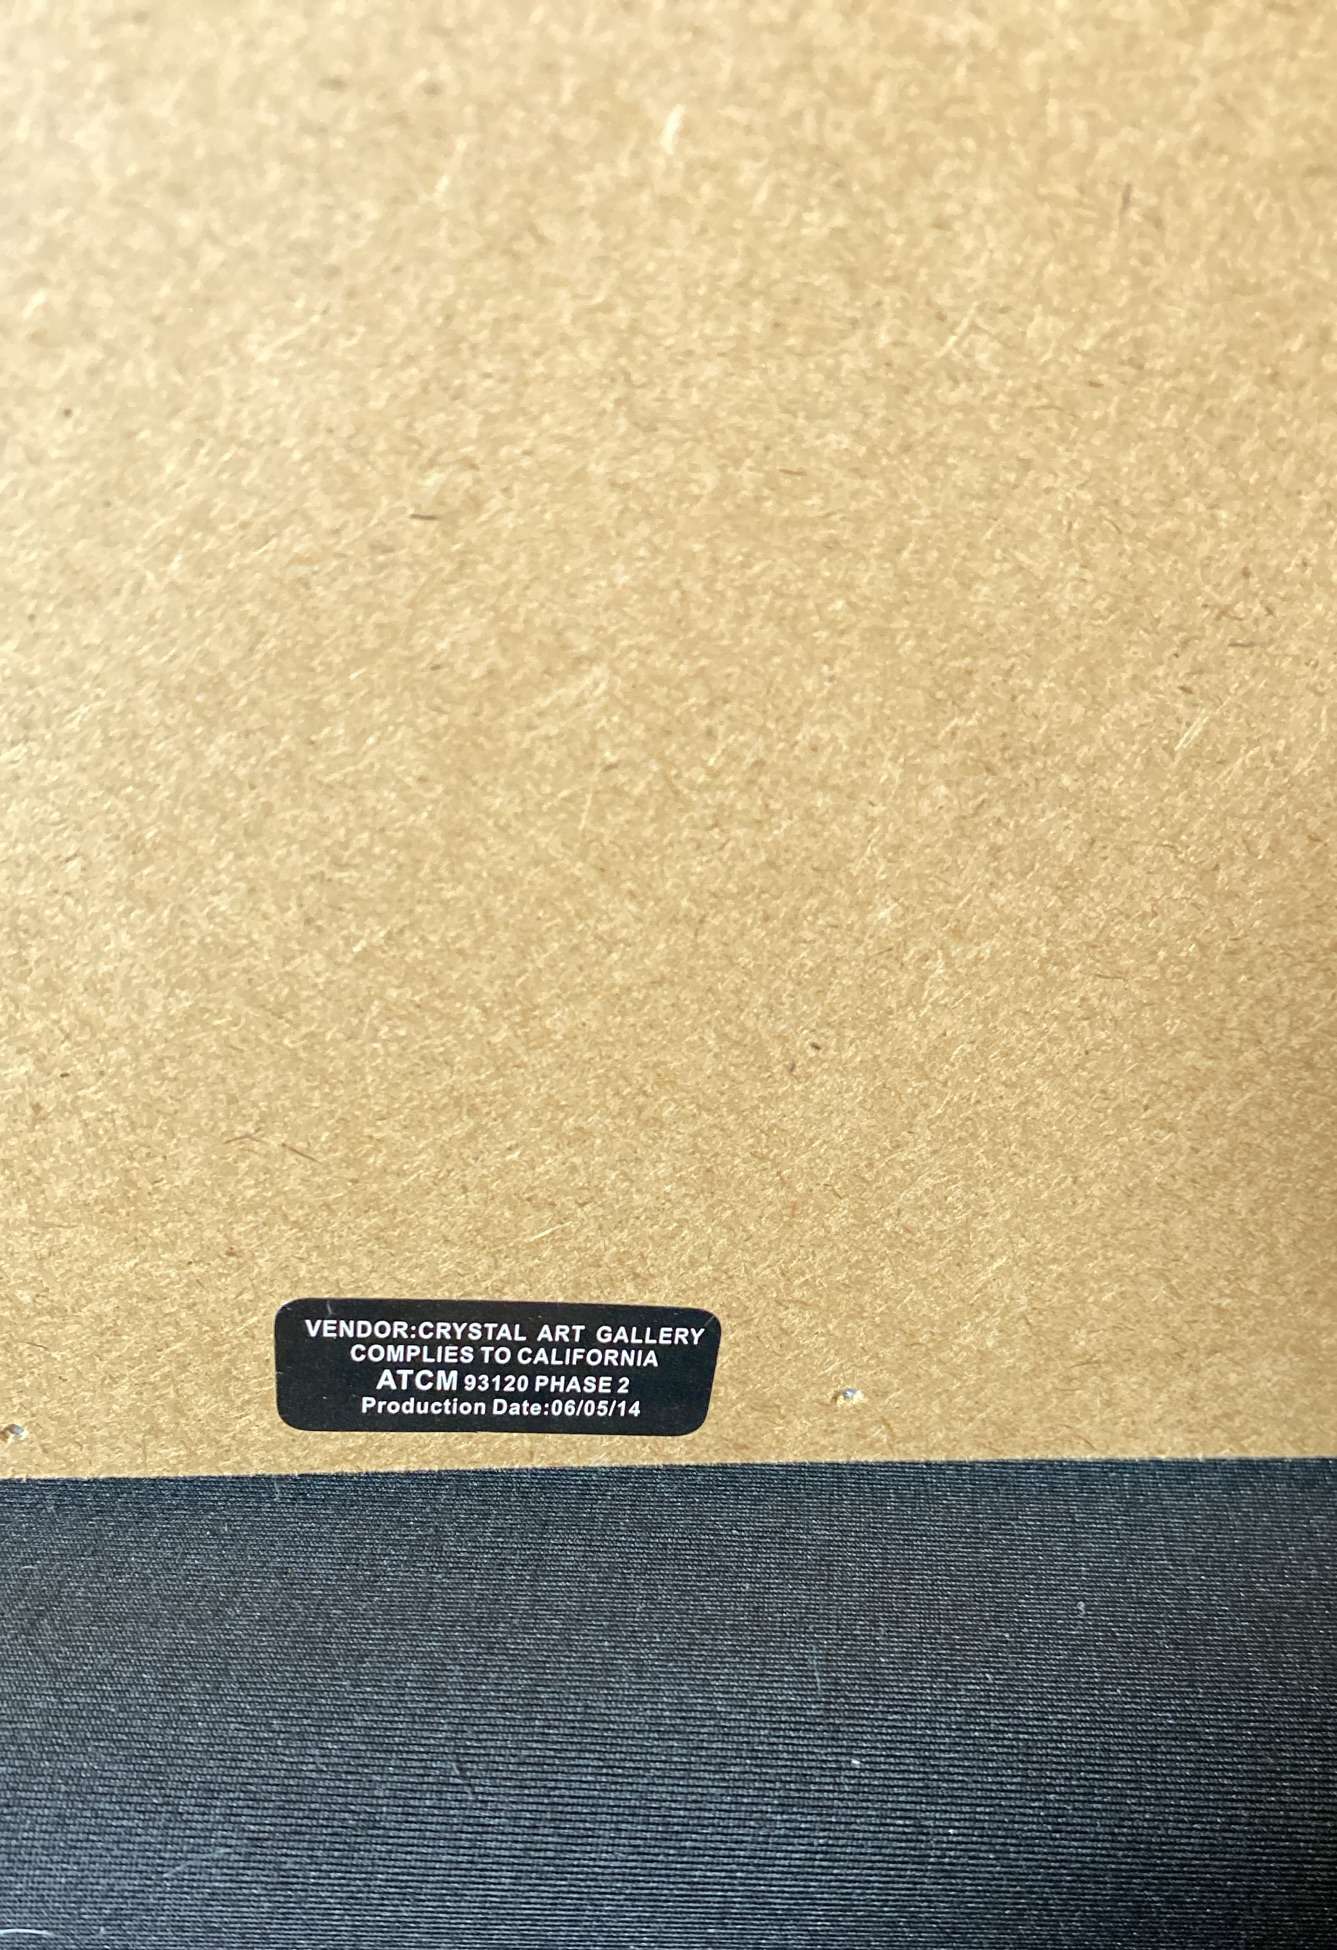 VENDOR:CRYSTAL ART GALLERY
COMPLIES TO CALIFORNIA
ATCM 93120 PHASE 2
Production Date:06/05/14